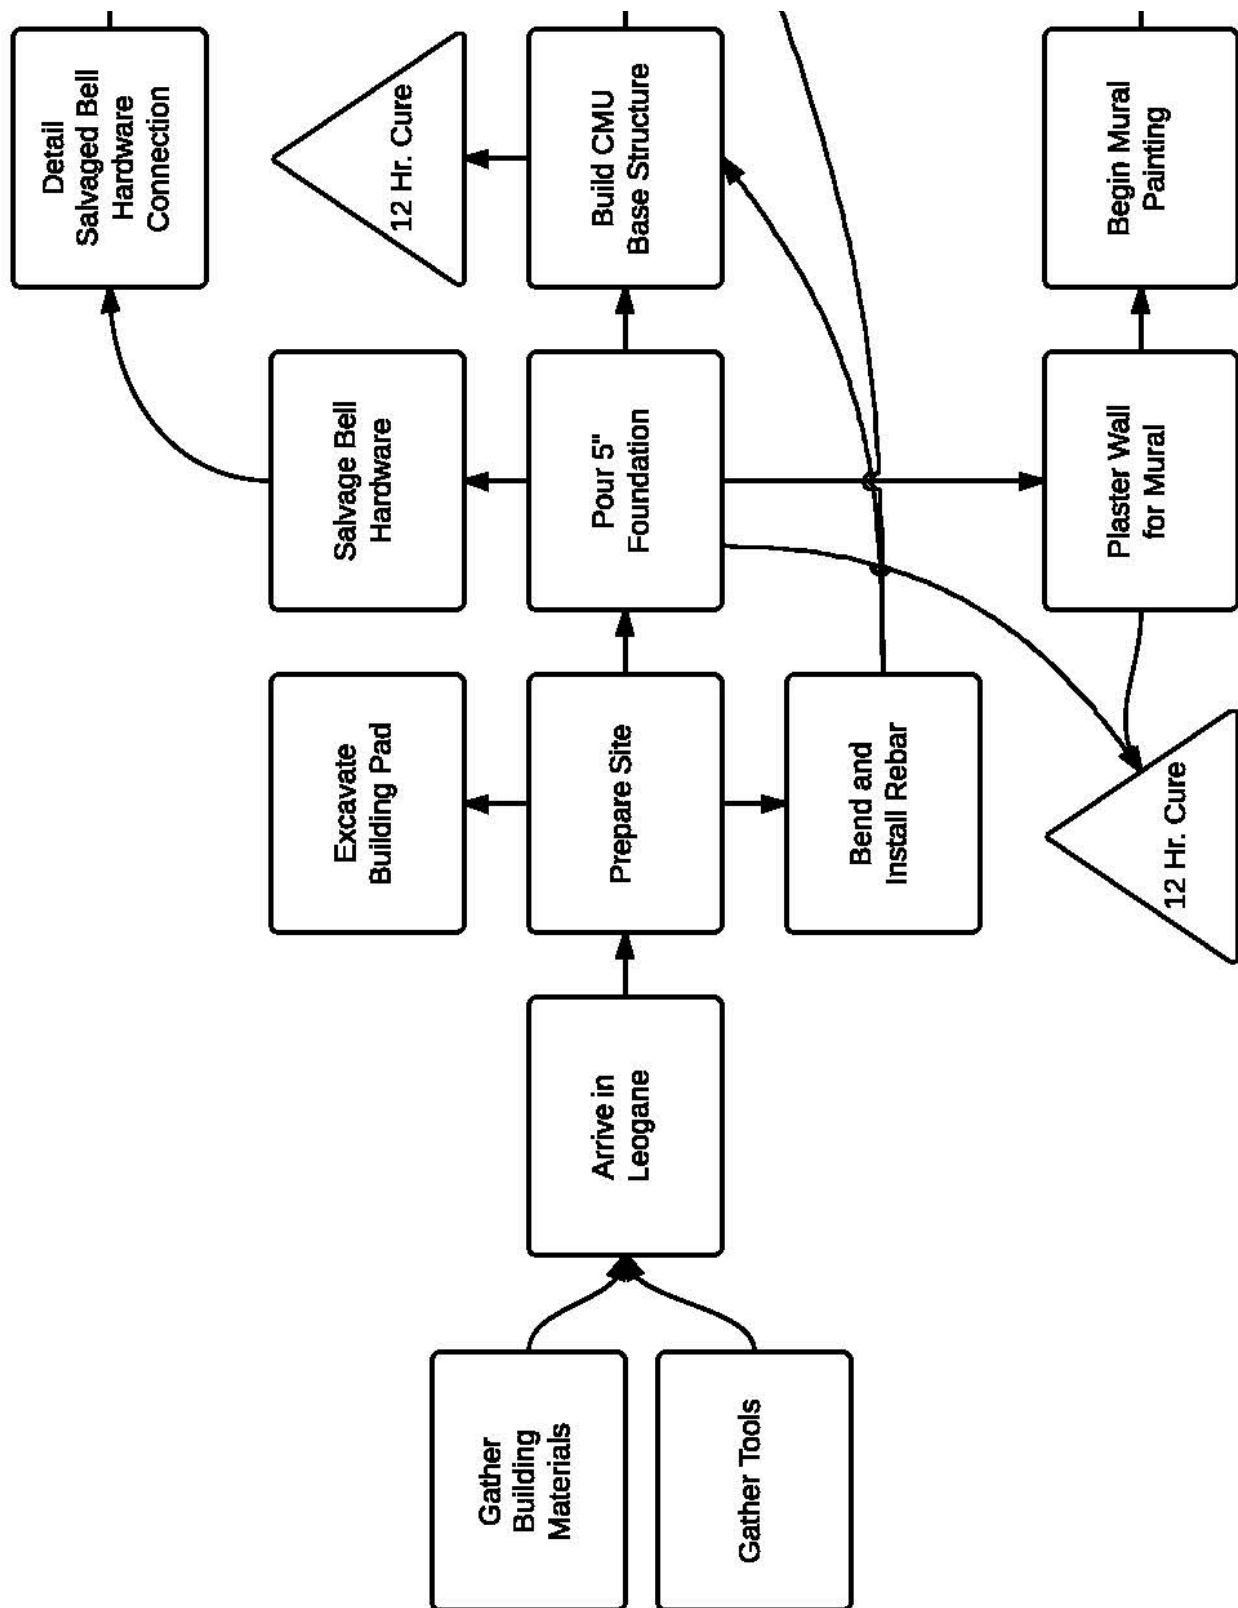 Gather
Building
Materials
Gather Tools
Arrive in
Leogane
Excavate
Building Pad
Prepare Site
Bend and
Install Rebar
12 Hr. Cure
Salvage Bell
Hardware
Pour 5"
Foundation
Plaster Wall
for Mural
Detail
Salvaged Bell
Hardware
Connection
12 Hr. Cure
Build CMU
Base Structure
Begin Mural
Painting